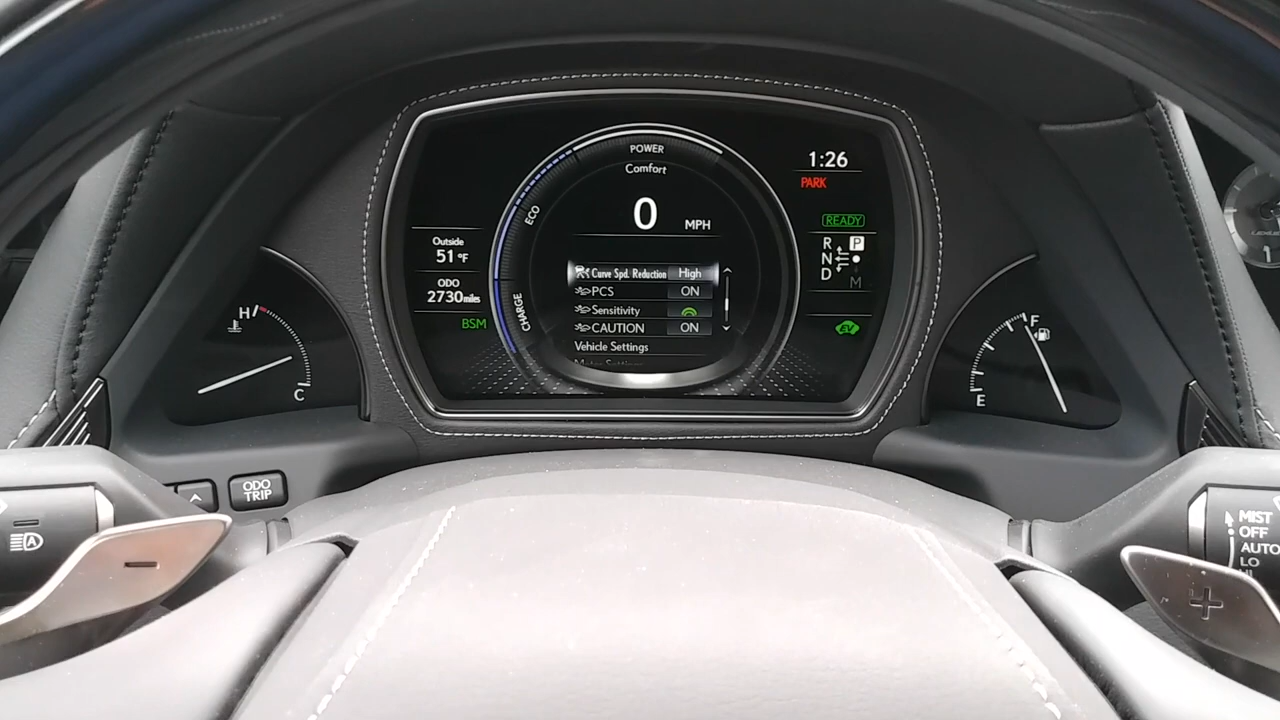 POWER
Comfort
0 MPH
ECO
CHARGE
1:26
PARK
READY
R P
N
D
M
EV
Outside
51 °F
ODO
2730 miles
BSM
Curve Spd. Reduction High
PCS ON
Sensitivity
CAUTION ON
Vehicle Settings
H
C
F
E
ODO
TRIP
A
MIST
OFF
AUTO
LO
-
+
1